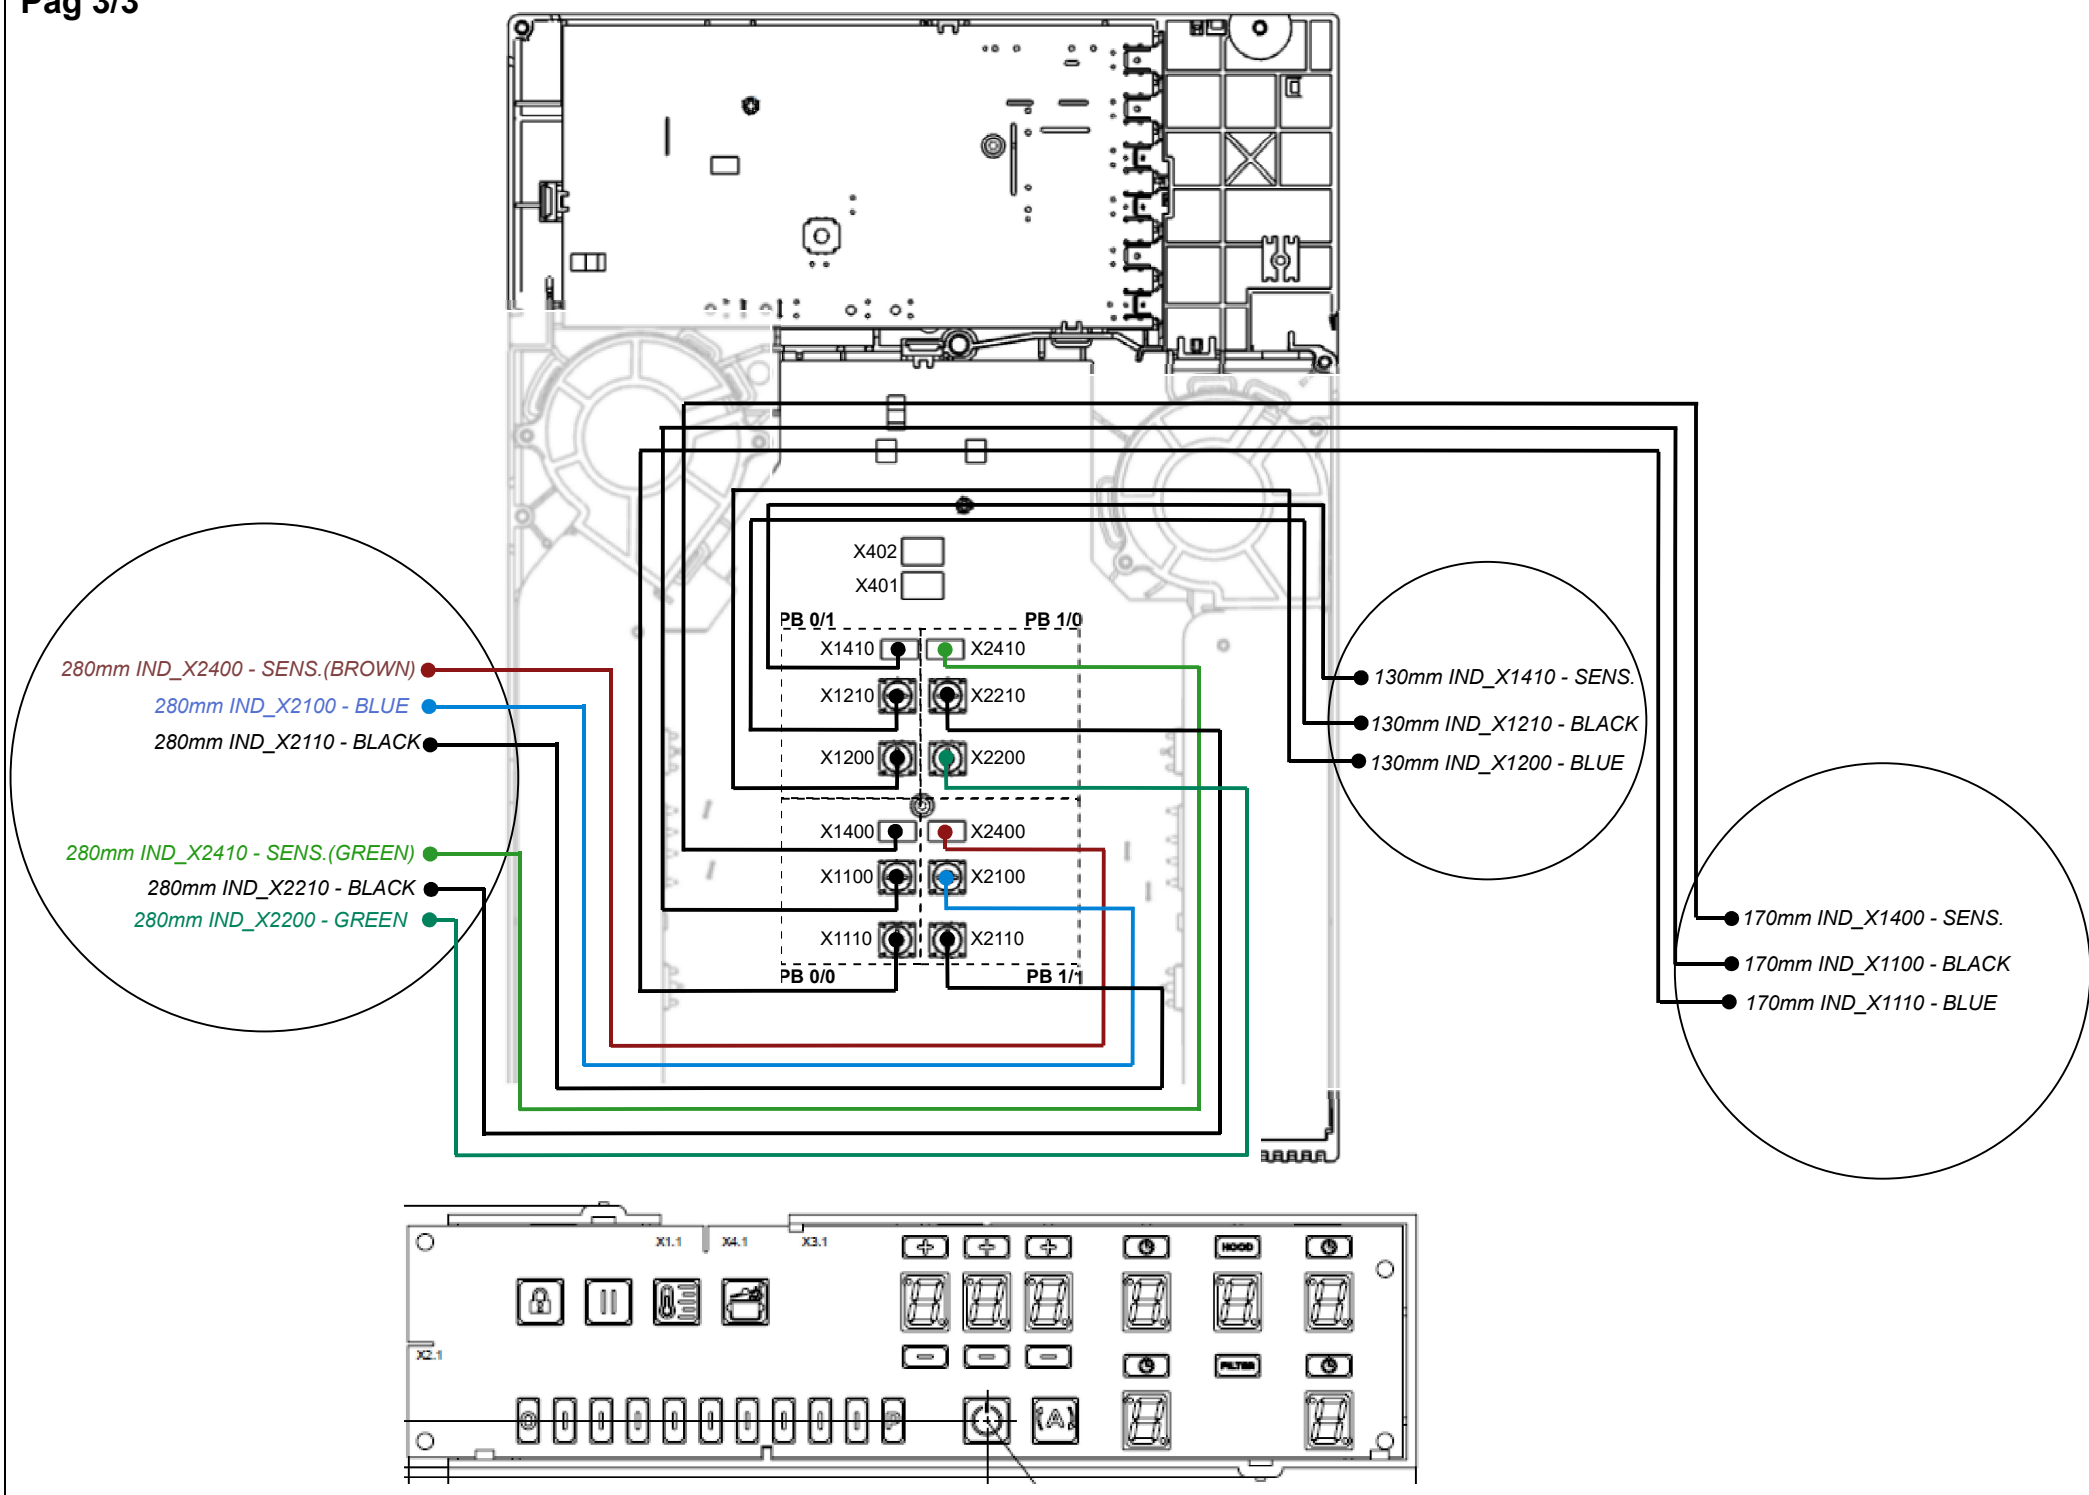 Pag 3/3
X402
X401
PB 0/1 PB 1/0
X1410 X2410
X1210 X2210
X1200 X2200
X1400 X2400
X1100 X2100
X1110 X2110
PB 0/0 PB 1/1
280mm IND_X2400 - SENS.(BROWN)
280mm IND_X2100 - BLUE
280mm IND_X2110 - BLACK
280mm IND_X2410 - SENS.(GREEN)
280mm IND_X2210 - BLACK
280mm IND_X2200 - GREEN
130mm IND_X1410 - SENS.
130mm IND_X1210 - BLACK
130mm IND_X1200 - BLUE
170mm IND_X1400 - SENS.
170mm IND_X1100 - BLACK
170mm IND_X1110 - BLUE
X1.1 X4.1 X3.1
HOOD
X2.1
FILTER
0 P
A